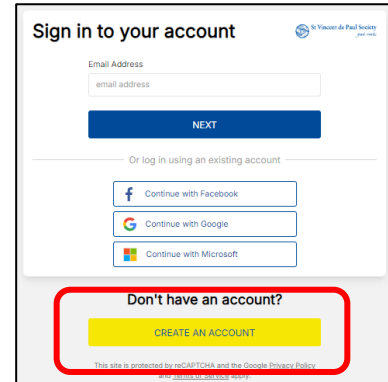 Sign in to your account
St Vincent de Paul Society
good works
Email Address
email address
NEXT
Or log in using an existing account
Continue with Facebook
Continue with Google
Continue with Microsoft
Don't have an account?
CREATE AN ACCOUNT
This site is protected by reCAPTCHA and the Google Privacy Policy
and Terms of Service apply.